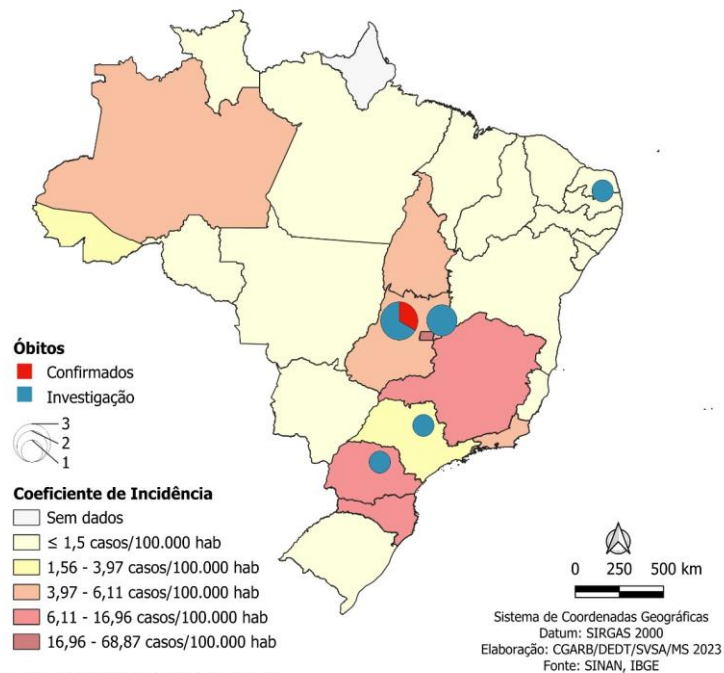 Óbitos
Confirmados
Investigação
3
2
1
Coeficiente de Incidência
Sem dados
≤ 1,5 casos/100.000 hab
1,56 - 3,97 casos/100.000 hab
3,97 - 6,11 casos/100.000 hab
6,11 - 16,96 casos/100.000 hab
16,96 - 68,87 casos/100.000 hab
0 250 500 km
Sistema de Coordenadas Geográficas
Datum: SIRGAS 2000
Elaboração: CGARB/DEDT/SVSA/MS 2023
Fonte: SINAN, IBGE